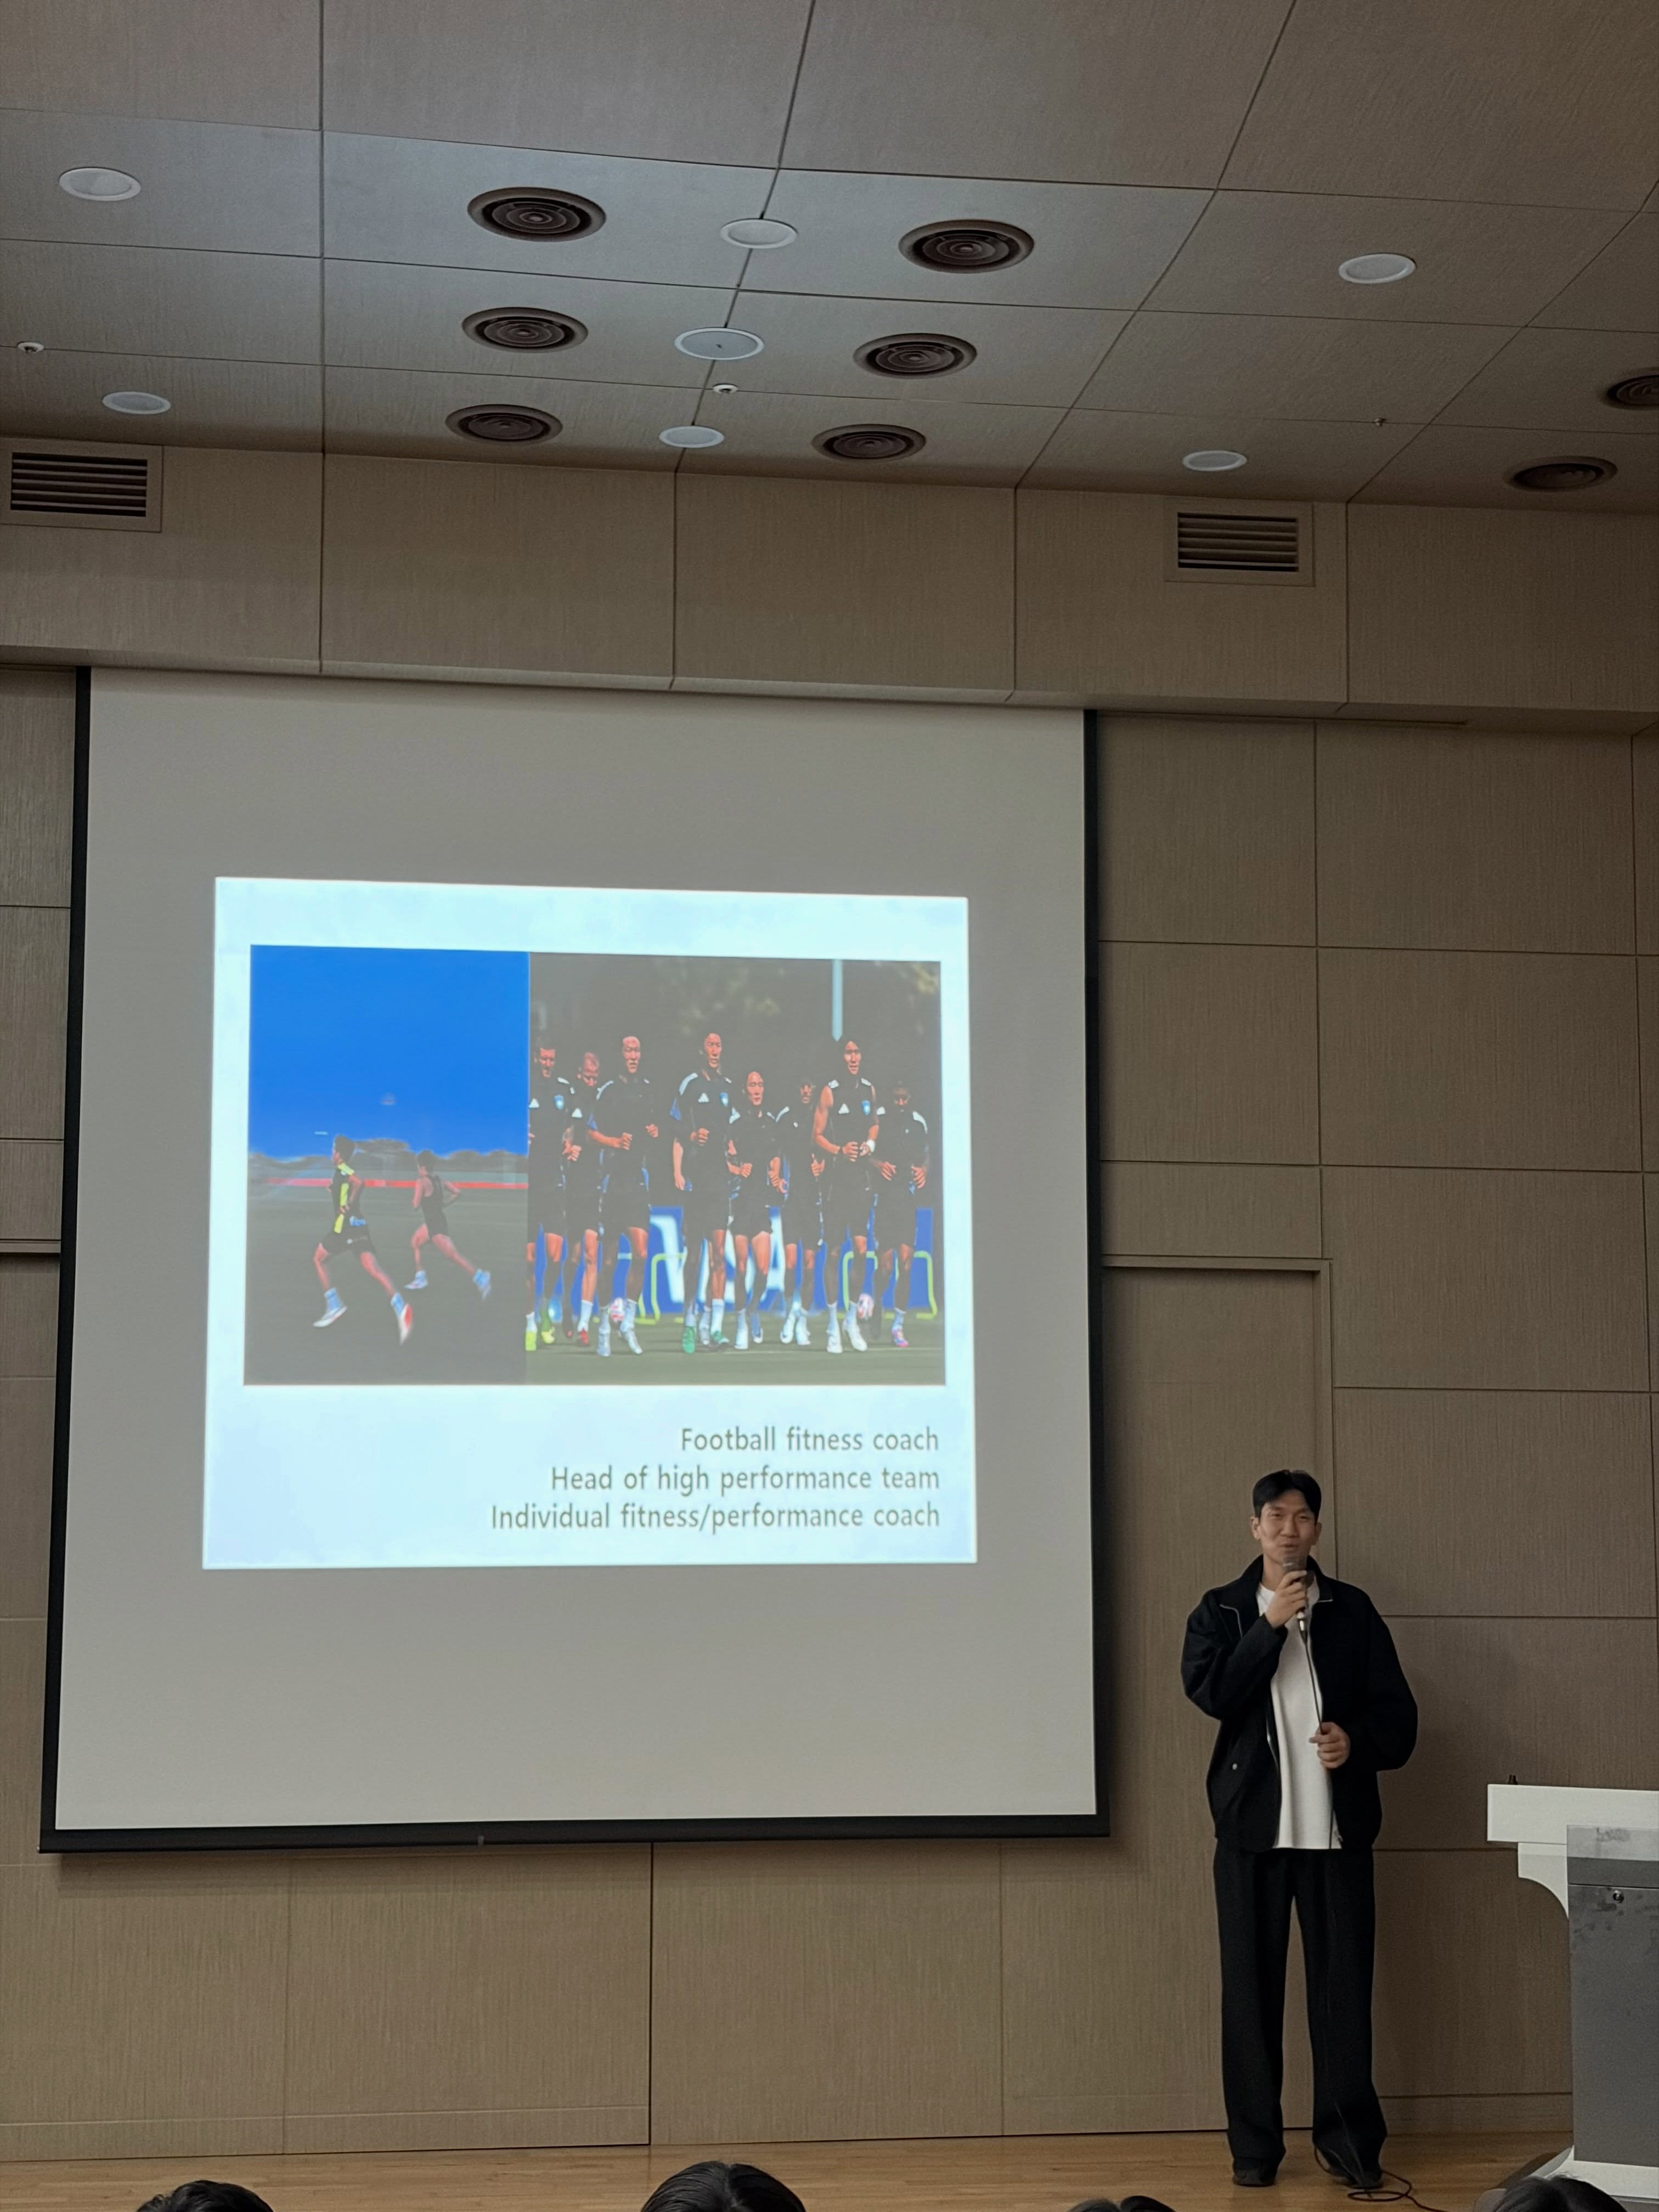 Football fitness coach
Head of high performance team
Individual fitness/performance coach